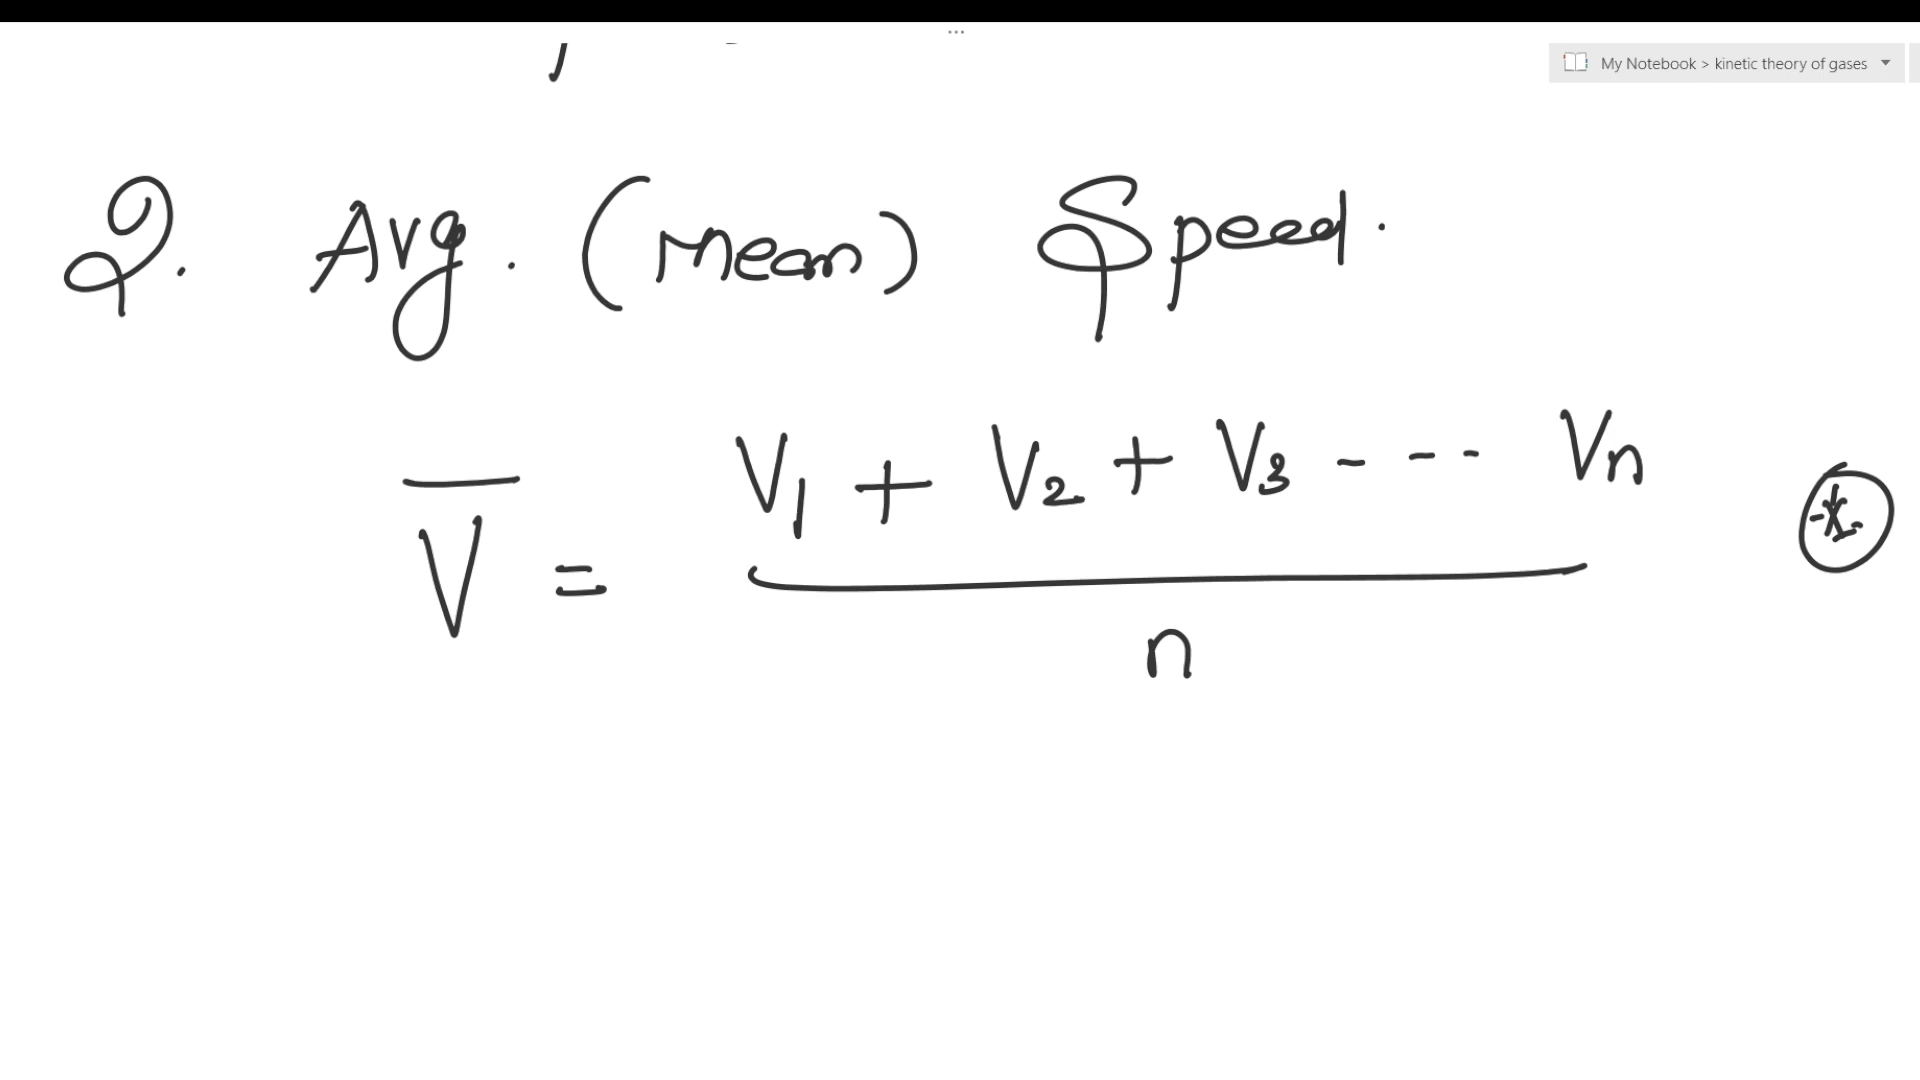 My Notebook > kinetic theory of gases
2. Avg. (Mean) Speed.
V̅ = V₁ + V₂ + V₃ --- Vₙ
n